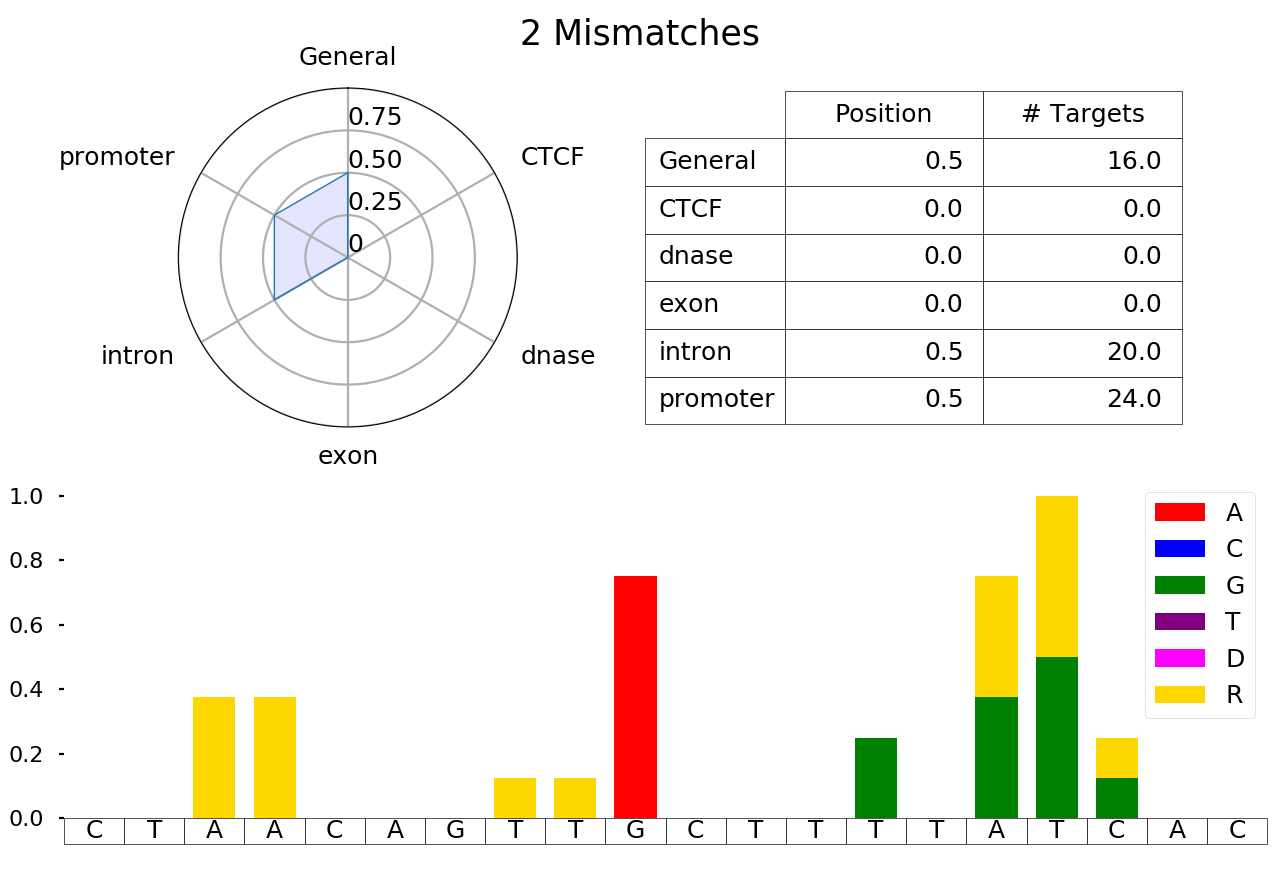 2 Mismatches
General
0.75
promoter
CTCF
0.50
0.25
0
intron
dnase
exon
Position # Targets
General 0.5 16.0
CTCF 0.0 0.0
dnase 0.0 0.0
exon 0.0 0.0
intron 0.5 20.0
promoter 0.5 24.0
1.0
0.8
0.6
0.4
0.2
0.0
A
C
G
T
D
R
C T A A C A G T T G C T T T T A T C A C